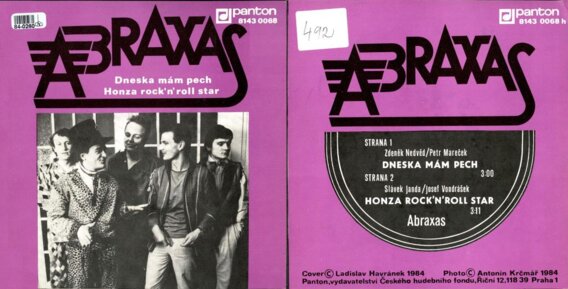 84-0260
panton
8143 0068
ABRAXAS
Dneska mám pech
Honza rock'n'roll star
492
panton
8143 0068 h
ABRAXAS
STRANA 1
Zdeněk Nedvěd/Petr Mareček
DNESKA MÁM PECH
3:00
STRANA 2
Slávek Janda/Josef Vondrášek
HONZA ROCK'N'ROLL STAR
3:11
Abraxas
Cover © Ladislav Havránek 1984 Photo © Antonín Krčmář 1984
Panton, vydavatelství Českého hudebního fondu, Říční 12, 118 39 Praha 1